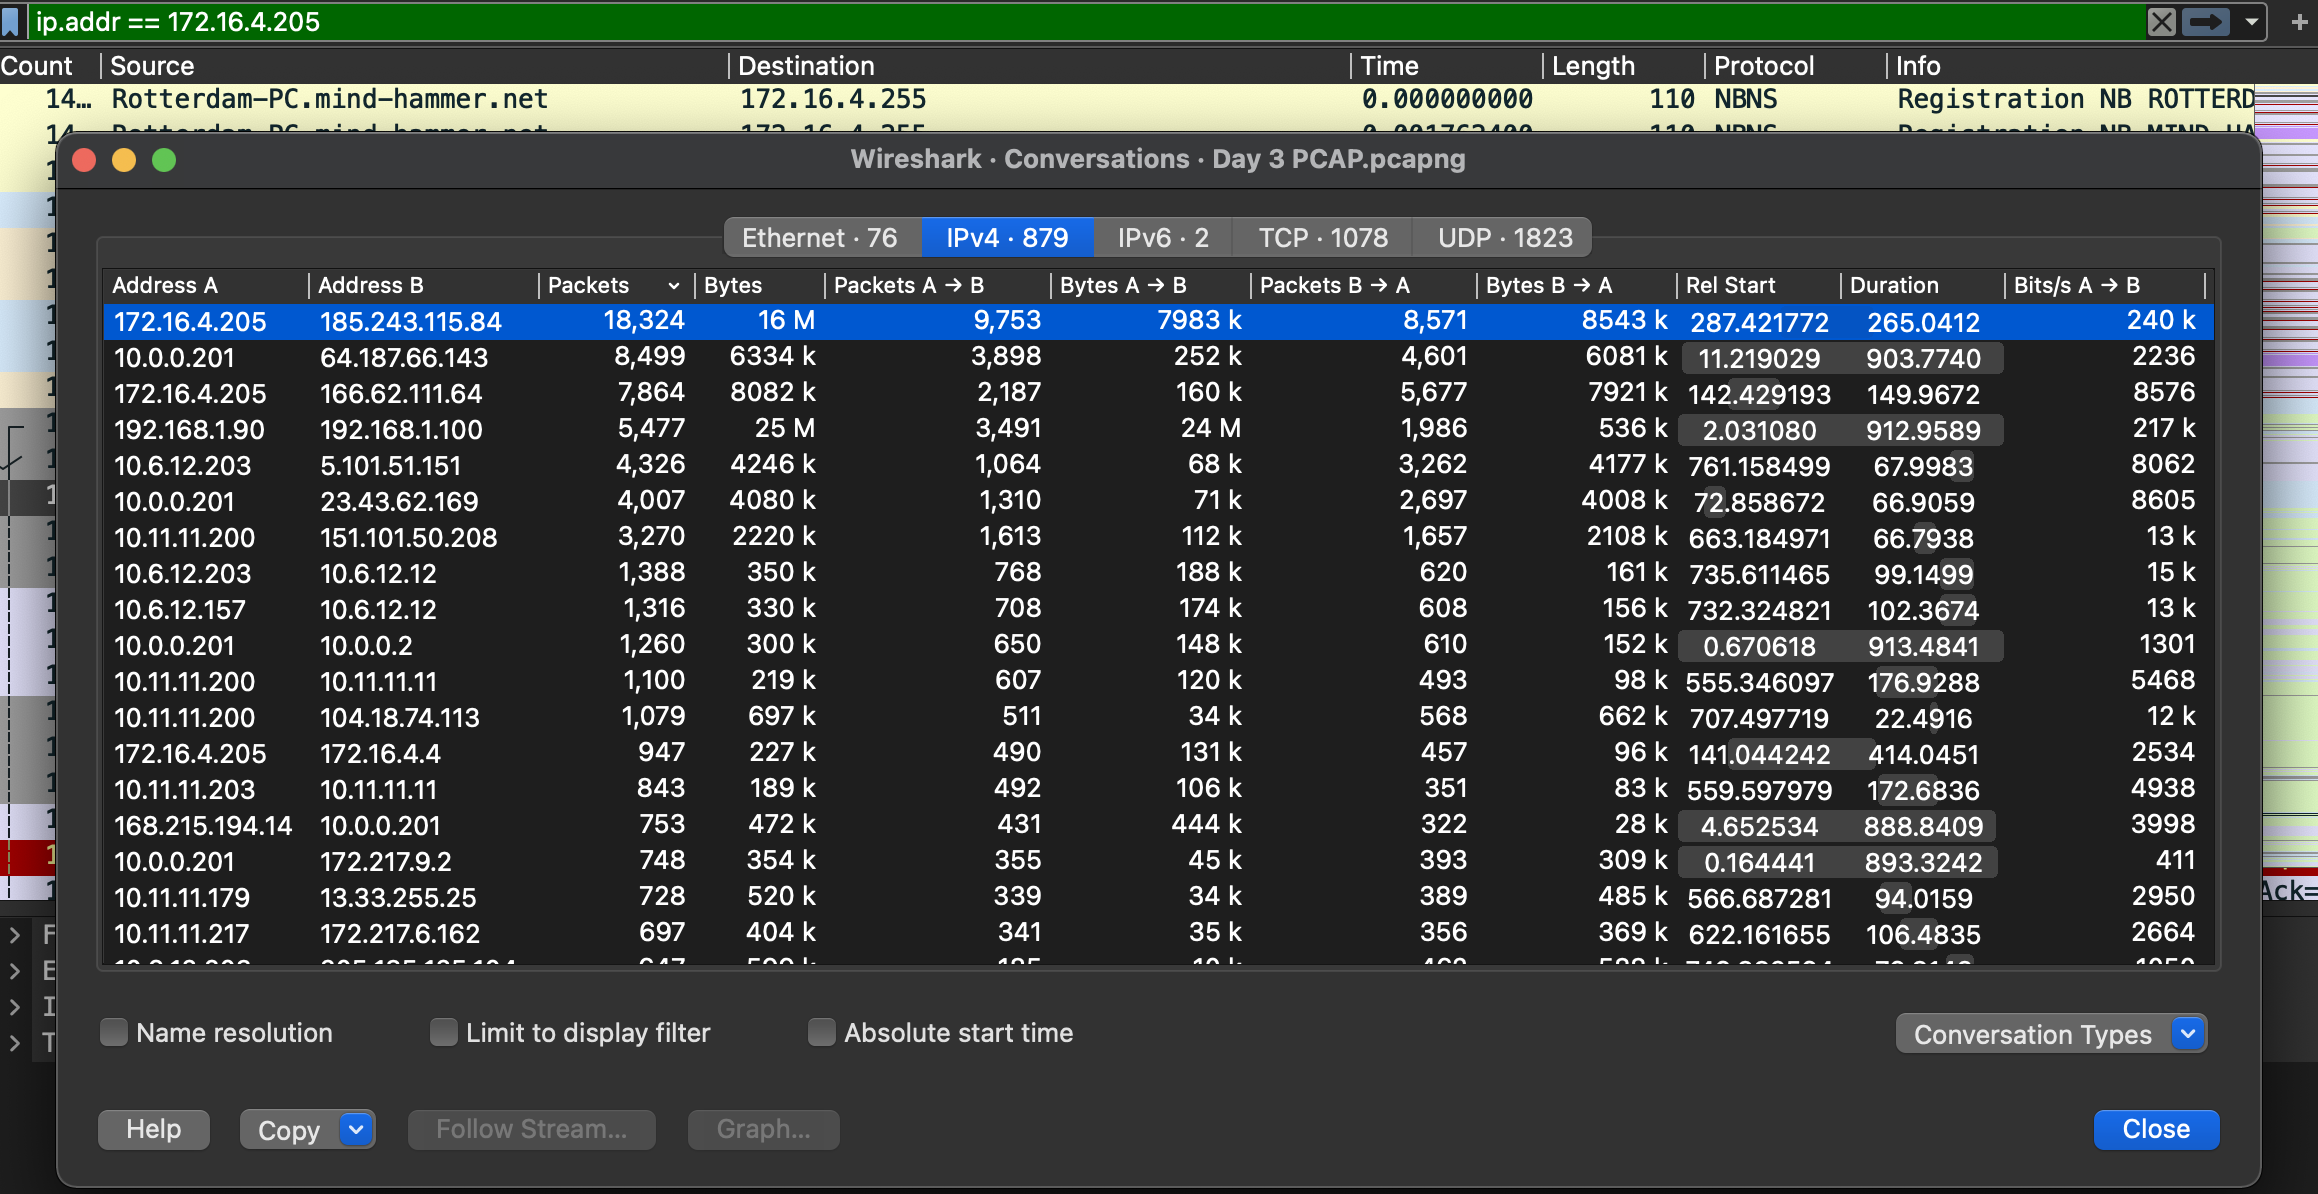 ip.addr == 172.16.4.205
Count Source Destination Time Length Protocol Info
14… Rotterdam-PC.mind-hammer.net 172.16.4.255 0.000000000 110 NBNS Registration NB ROTTERD
Wireshark · Conversations · Day 3 PCAP.pcapng
Ethernet · 76 IPv4 · 879 IPv6 · 2 TCP · 1078 UDP · 1823
Address A Address B Packets Bytes Packets A → B Bytes A → B Packets B → A Bytes B → A Rel Start Duration Bits/s A → B
172.16.4.205 185.243.115.84 18,324 16 M 9,753 7983 k 8,571 8543 k 287.421772 265.0412 240 k
10.0.0.201 64.187.66.143 8,499 6334 k 3,898 252 k 4,601 6081 k 11.219029 903.7740 2236
172.16.4.205 166.62.111.64 7,864 8082 k 2,187 160 k 5,677 7921 k 142.429193 149.9672 8576
192.168.1.90 192.168.1.100 5,477 25 M 3,491 24 M 1,986 536 k 2.031080 912.9589 217 k
10.6.12.203 5.101.51.151 4,326 4246 k 1,064 68 k 3,262 4177 k 761.158499 67.9983 8062
10.0.0.201 23.43.62.169 4,007 4080 k 1,310 71 k 2,697 4008 k 72.858672 66.9059 8605
10.11.11.200 151.101.50.208 3,270 2220 k 1,613 112 k 1,657 2108 k 663.184971 66.7938 13 k
10.6.12.203 10.6.12.12 1,388 350 k 768 188 k 620 161 k 735.611465 99.1499 15 k
10.6.12.157 10.6.12.12 1,316 330 k 708 174 k 608 156 k 732.324821 102.3674 13 k
10.0.0.201 10.0.0.2 1,260 300 k 650 148 k 610 152 k 0.670618 913.4841 1301
10.11.11.200 10.11.11.11 1,100 219 k 607 120 k 493 98 k 555.346097 176.9288 5468
10.11.11.200 104.18.74.113 1,079 697 k 511 34 k 568 662 k 707.497719 22.4916 12 k
172.16.4.205 172.16.4.4 947 227 k 490 131 k 457 96 k 141.044242 414.0451 2534
10.11.11.203 10.11.11.11 843 189 k 492 106 k 351 83 k 559.597979 172.6836 4938
168.215.194.14 10.0.0.201 753 472 k 431 444 k 322 28 k 4.652534 888.8409 3998
10.0.0.201 172.217.9.2 748 354 k 355 45 k 393 309 k 0.164441 893.3242 411
10.11.11.179 13.33.255.25 728 520 k 339 34 k 389 485 k 566.687281 94.0159 2950
10.11.11.217 172.217.6.162 697 404 k 341 35 k 356 369 k 622.161655 106.4835 2664
Ack=
Name resolution Limit to display filter Absolute start time Conversation Types
Help Copy Follow Stream… Graph… Close